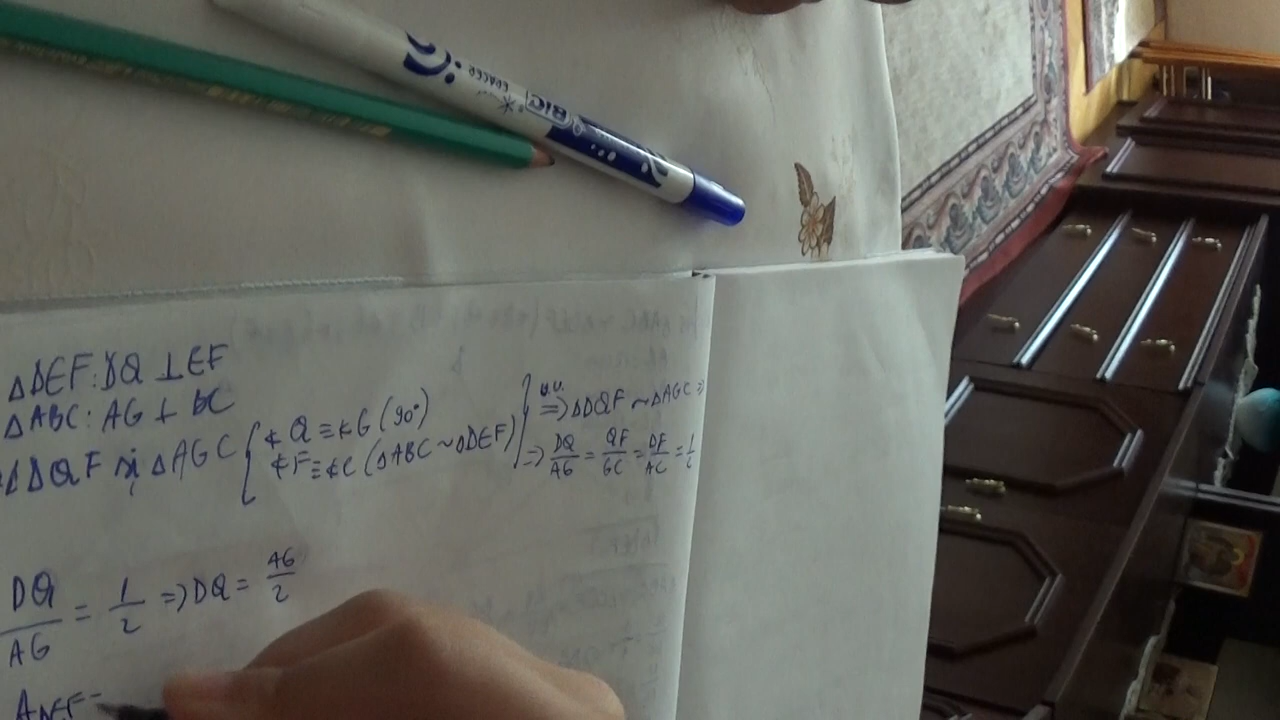 ΔDEF: DQ ⊥ EF
ΔABC: AG ⊥ BC
ΔDQF și ΔAGC { ∢Q ≡ ∢G (90°)
∢F ≡ ∢C (ΔABC ~ ΔDEF) } U.U. => ΔDQF ~ ΔAGC =>
=> DQ/AG = QF/GC = DF/AC = 1/2
DQ/AG = 1/2 => DQ = AG/2
ADEF =
BIC